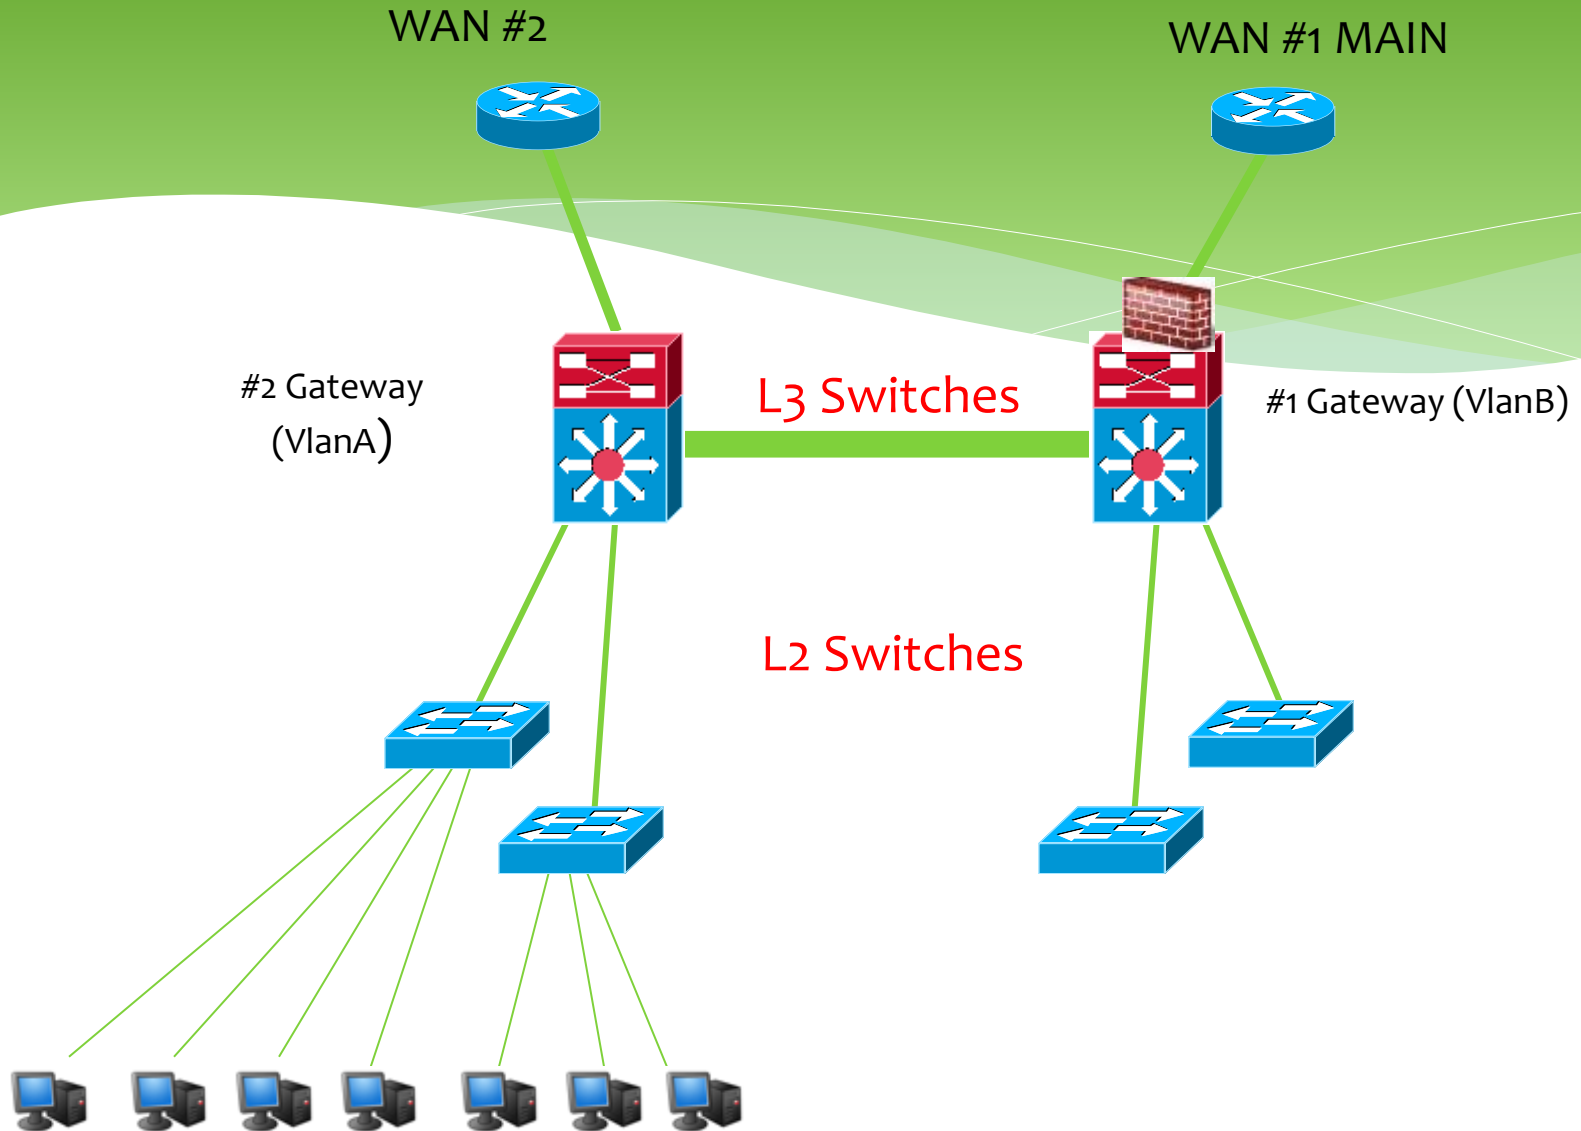 WAN #2
WAN #1 MAIN
#2 Gateway
(VlanA)
L3 Switches
#1 Gateway (VlanB)
L2 Switches